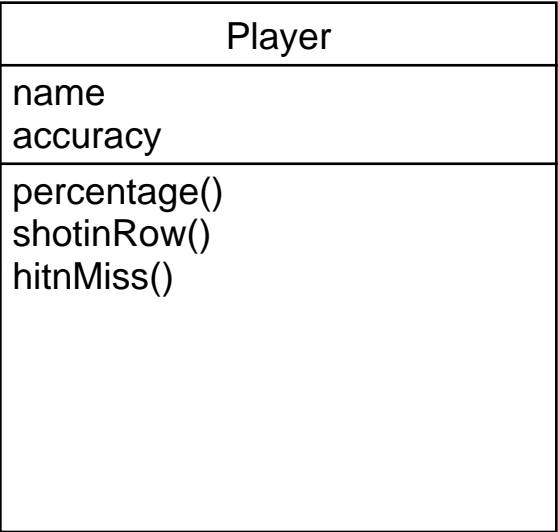 Player
name
accuracy
percentage()
shotinRow()
hitnMiss()